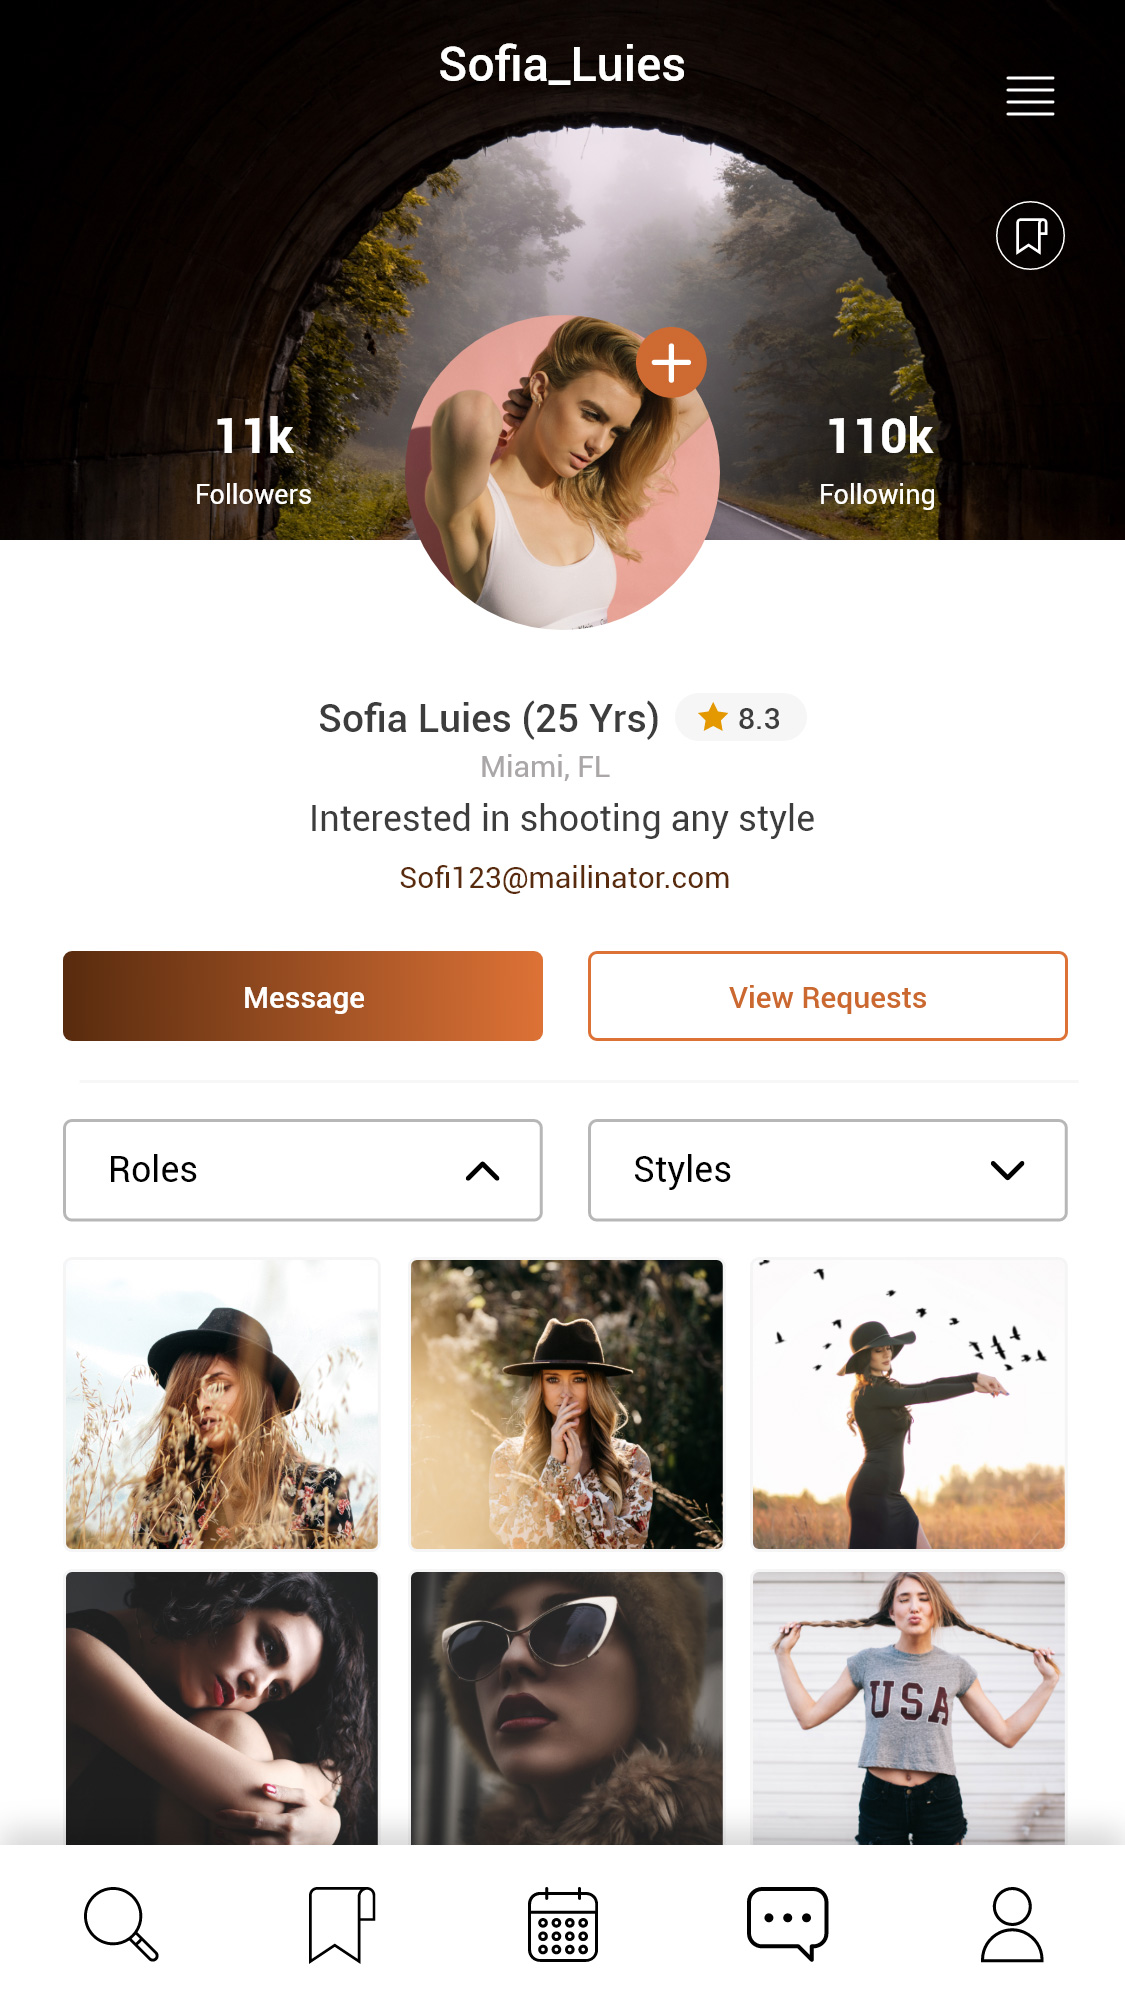 Sofia_Luies
11k
Followers
110k
Following
Sofia Luies (25 Yrs)
8.3
Miami, FL
Interested in shooting any style
Sofi123@mailinator.com
Message
View Requests
Roles
Styles
USA